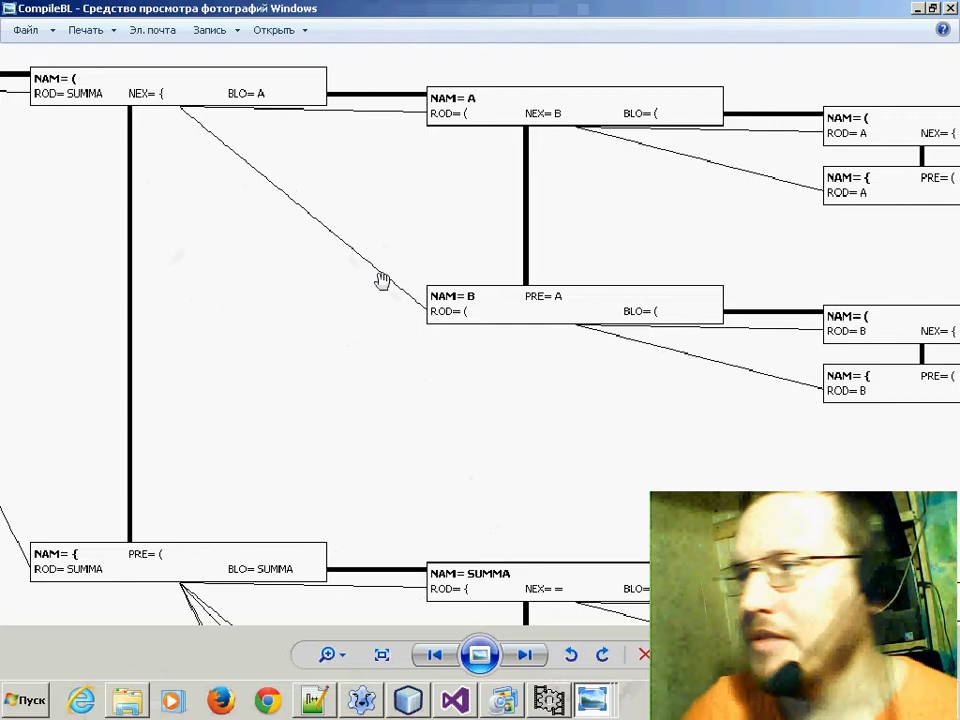 CompileBL - Средство просмотра фотографий Windows
Файл Печать Эл. почта Запись Открыть
NAM= (
ROD= SUMMA NEX= { BLO= A
NAM= A
ROD= ( NEX= B BLO= (
NAM= (
ROD= A NEX= {
NAM= { PRE= (
ROD= A
NAM= B PRE= A
ROD= ( BLO= (
NAM= (
ROD= B NEX= {
NAM= { PRE= (
ROD= B
NAM= { PRE= (
ROD= SUMMA BLO= SUMMA
NAM= SUMMA
ROD= { NEX= = BLO=
Пуск